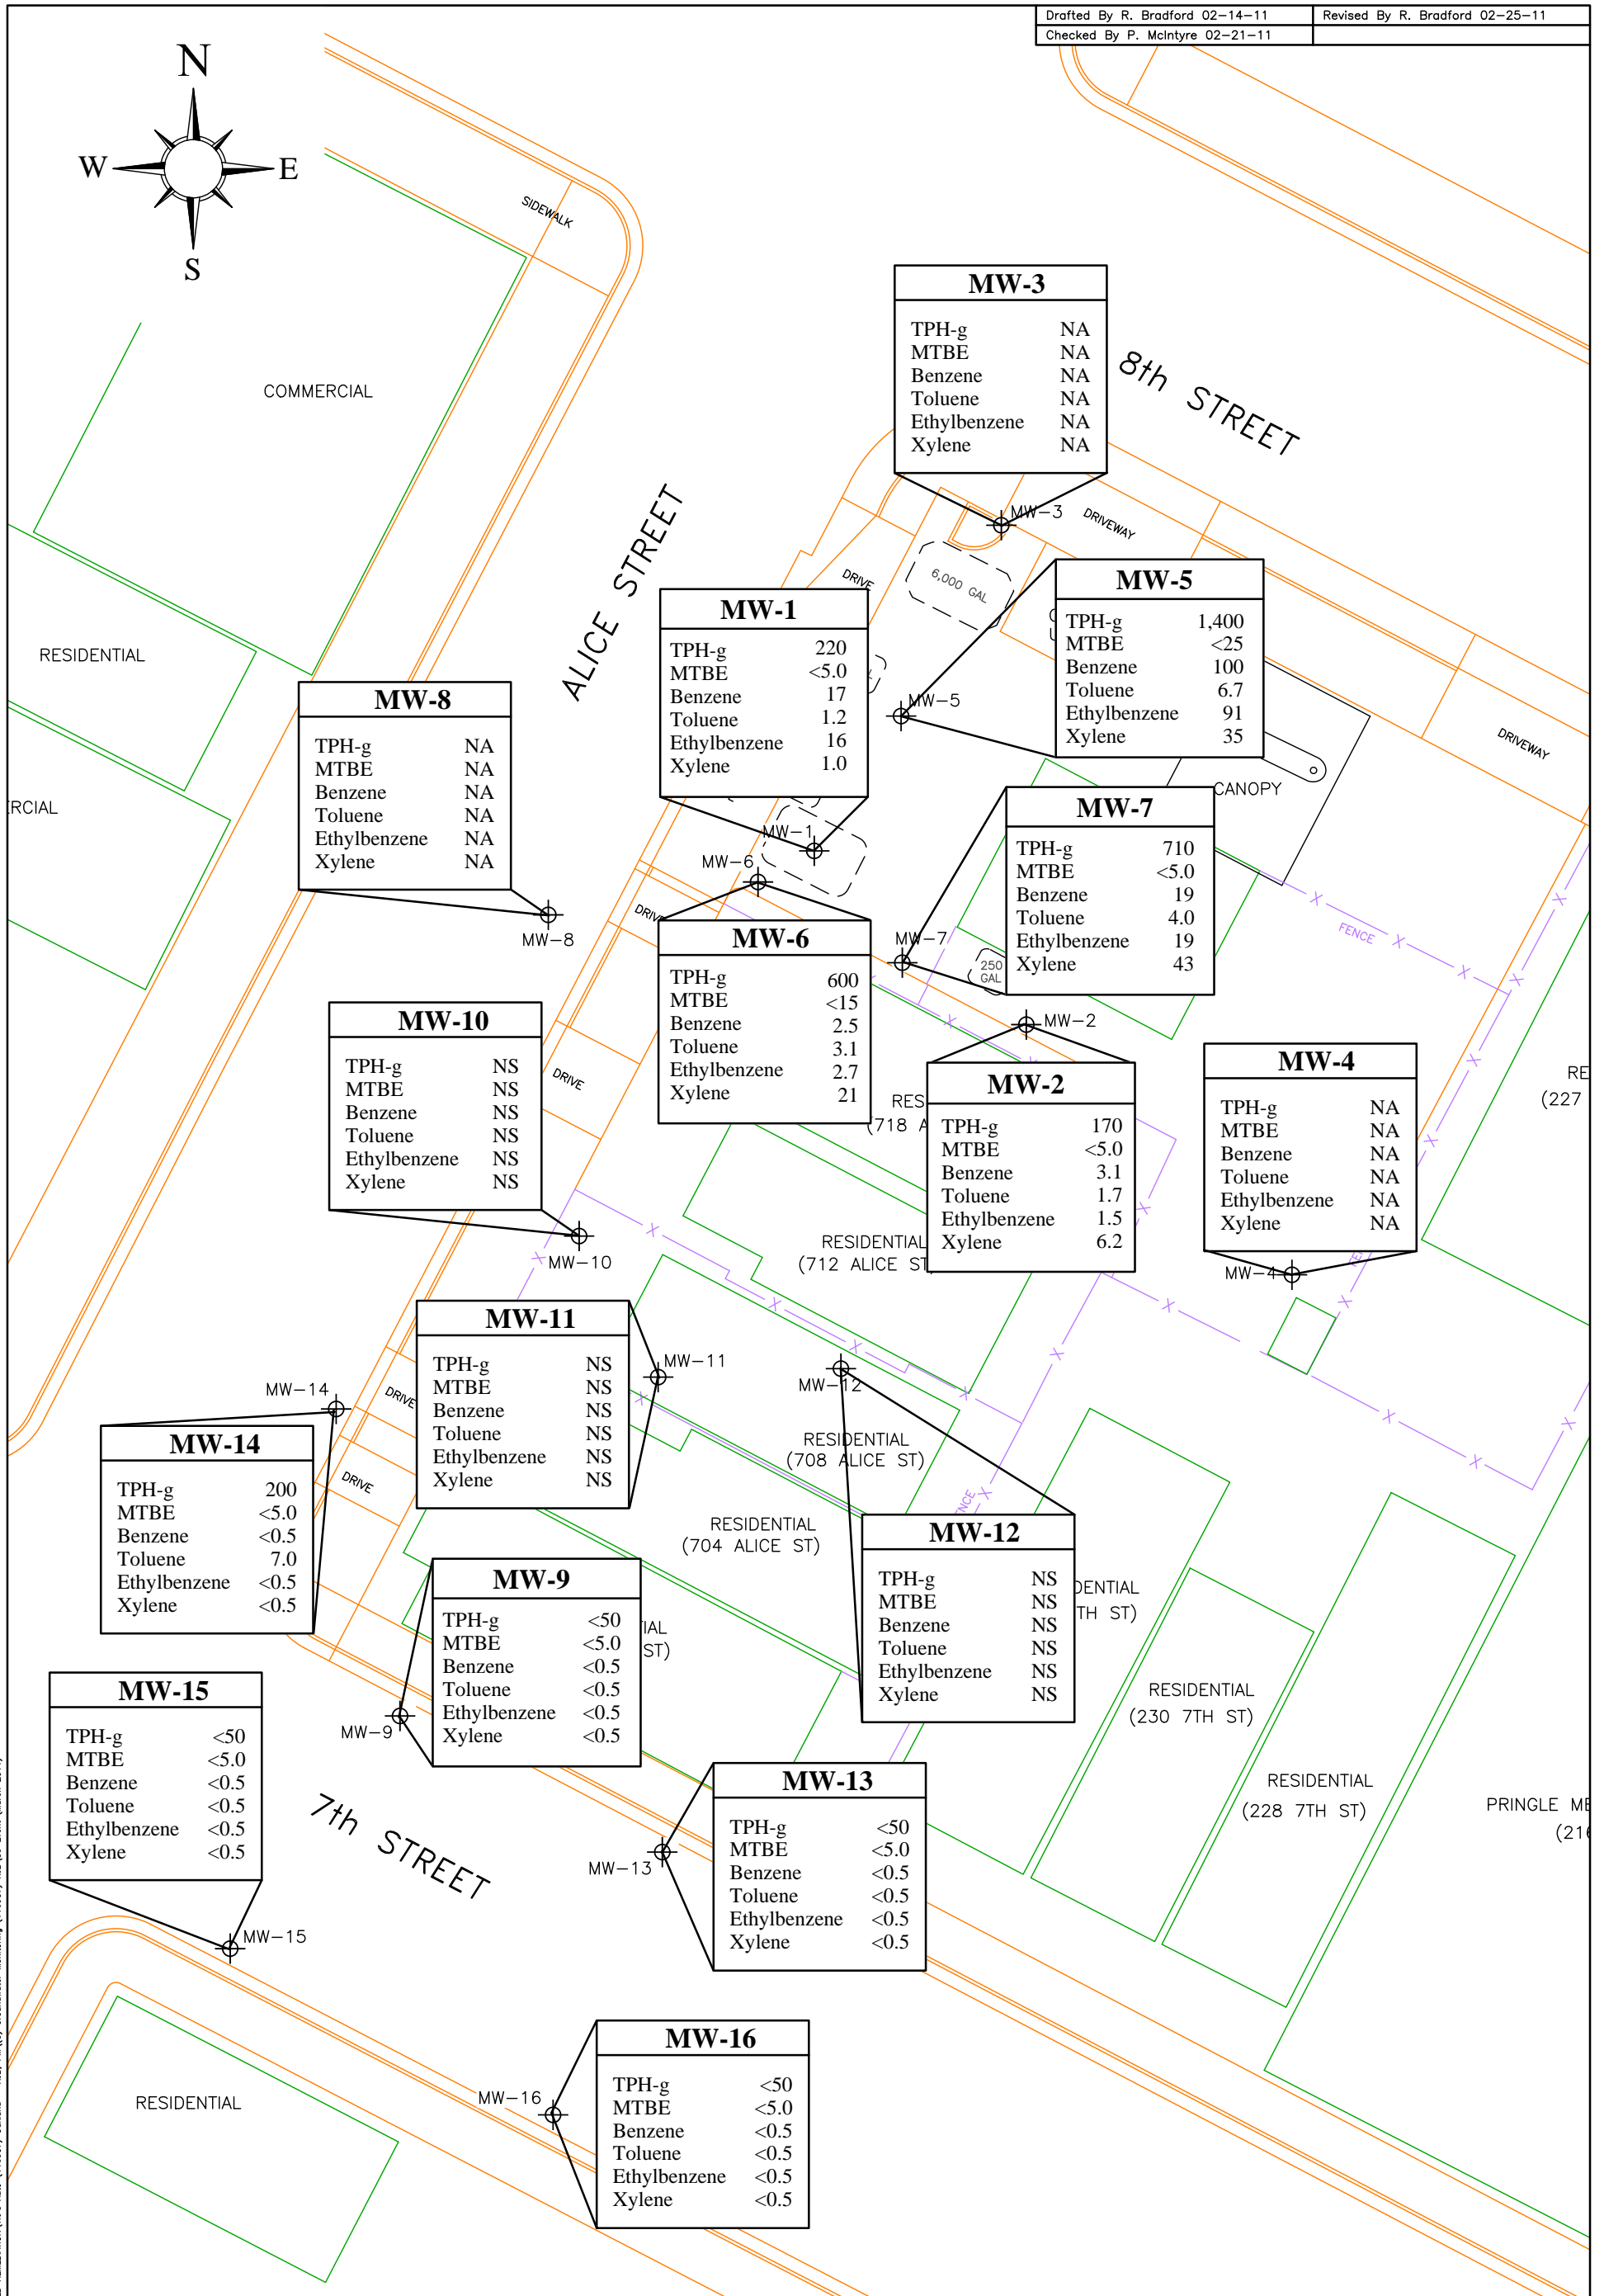 Drafted By R. Bradford 02-14-11
Revised By R. Bradford 02-25-11
Checked By P. McIntyre 02-21-11
N
W
E
S
SIDEWALK
COMMERCIAL
8th STREET
ALICE STREET
MW-3
TPH-g NA
MTBE NA
Benzene NA
Toluene NA
Ethylbenzene NA
Xylene NA
MW-3
DRIVEWAY
DRIVE
6,000 GAL
MW-5
TPH-g 1,400
MTBE <25
Benzene 100
Toluene 6.7
Ethylbenzene 91
Xylene 35
MW-5
DRIVEWAY
CANOPY
MW-1
TPH-g 220
MTBE <5.0
Benzene 17
Toluene 1.2
Ethylbenzene 16
Xylene 1.0
MW-1
RESIDENTIAL
RCIAL
MW-8
TPH-g NA
MTBE NA
Benzene NA
Toluene NA
Ethylbenzene NA
Xylene NA
MW-8
MW-7
TPH-g 710
MTBE <5.0
Benzene 19
Toluene 4.0
Ethylbenzene 19
Xylene 43
MW-7
250
GAL
FENCE
MW-6
DRIVE
MW-6
TPH-g 600
MTBE <15
Benzene 2.5
Toluene 3.1
Ethylbenzene 2.7
Xylene 21
MW-2
MW-2
TPH-g 170
MTBE <5.0
Benzene 3.1
Toluene 1.7
Ethylbenzene 1.5
Xylene 6.2
RES
(718 A
MW-4
TPH-g NA
MTBE NA
Benzene NA
Toluene NA
Ethylbenzene NA
Xylene NA
MW-4
RE
(227
MW-10
TPH-g NS
MTBE NS
Benzene NS
Toluene NS
Ethylbenzene NS
Xylene NS
MW-10
DRIVE
RESIDENTIAL
(712 ALICE ST
MW-11
TPH-g NS
MTBE NS
Benzene NS
Toluene NS
Ethylbenzene NS
Xylene NS
MW-11
MW-12
MW-14
DRIVE
MW-14
TPH-g 200
MTBE <5.0
Benzene <0.5
Toluene 7.0
Ethylbenzene <0.5
Xylene <0.5
DRIVE
RESIDENTIAL
(708 ALICE ST)
RESIDENTIAL
(704 ALICE ST)
NCE
MW-12
TPH-g NS
MTBE NS
Benzene NS
Toluene NS
Ethylbenzene NS
Xylene NS
DENTIAL
TH ST)
MW-9
TPH-g <50
MTBE <5.0
Benzene <0.5
Toluene <0.5
Ethylbenzene <0.5
Xylene <0.5
MW-9
IAL
ST)
RESIDENTIAL
(230 7TH ST)
RESIDENTIAL
(228 7TH ST)
PRINGLE ME
(216
MW-15
TPH-g <50
MTBE <5.0
Benzene <0.5
Toluene <0.5
Ethylbenzene <0.5
Xylene <0.5
MW-15
7th STREET
MW-13
TPH-g <50
MTBE <5.0
Benzene <0.5
Toluene <0.5
Ethylbenzene <0.5
Xylene <0.5
MW-13
MW-16
TPH-g <50
MTBE <5.0
Benzene <0.5
Toluene <0.5
Ethylbenzene <0.5
Xylene <0.5
MW-16
RESIDENTIAL